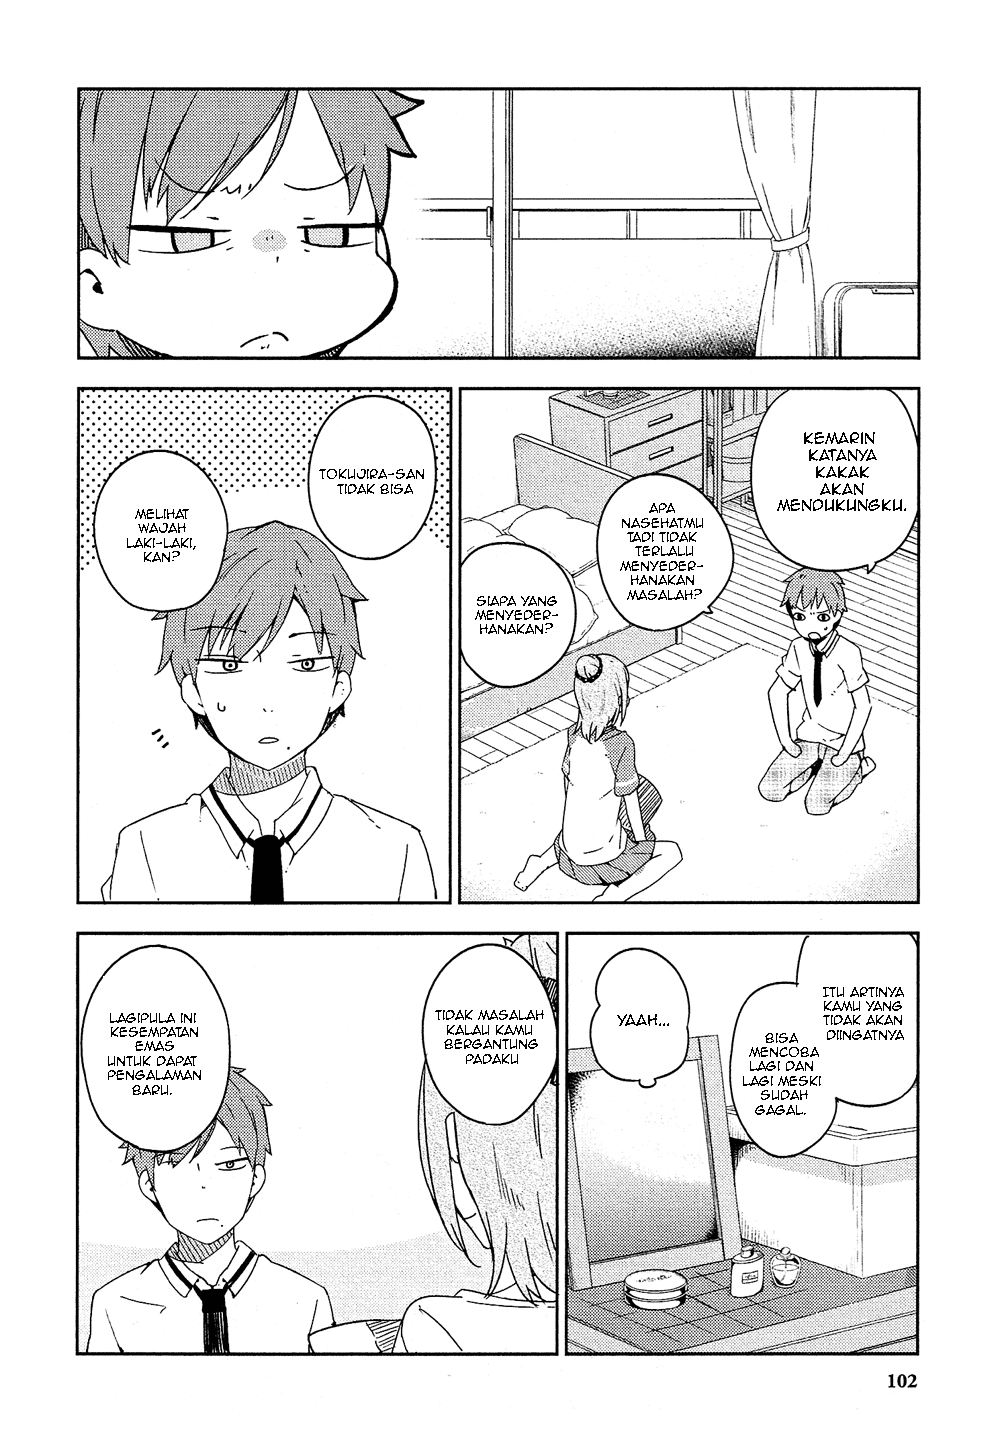 KEMARIN
KATANYA
KAKAK
AKAN
MENDUKUNGKU.
APA
NASEHATMU
TADI TIDAK
TERLALU
MENYEDER-
HANAKAN
MASALAH?
SIAPA YANG
MENYEDER-
HANAKAN?
TOKUJIRA-SAN
TIDAK BISA
MELIHAT
WAJAH
LAKI-LAKI,
KAN?
ITU ARTINYA
KAMU YANG
TIDAK AKAN
DIINGATNYA
BISA
MENCOBA
LAGI DAN
LAGI MESKI
SUDAH
GAGAL.
YAAH...
TIDAK MASALAH
KALAU KAMU
BERGANTUNG
PADAKU
LAGIPULA INI
KESEMPATAN
EMAS
UNTUK DAPAT
PENGALAMAN
BARU.
102